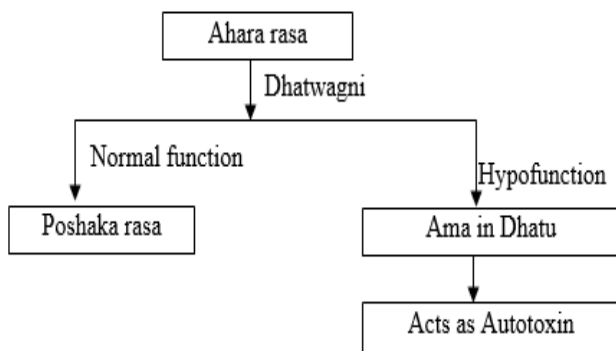 Ahara rasa
Dhatwagni
Normal function
Hypofunction
Poshaka rasa
Ama in Dhatu
Acts as Autotoxin